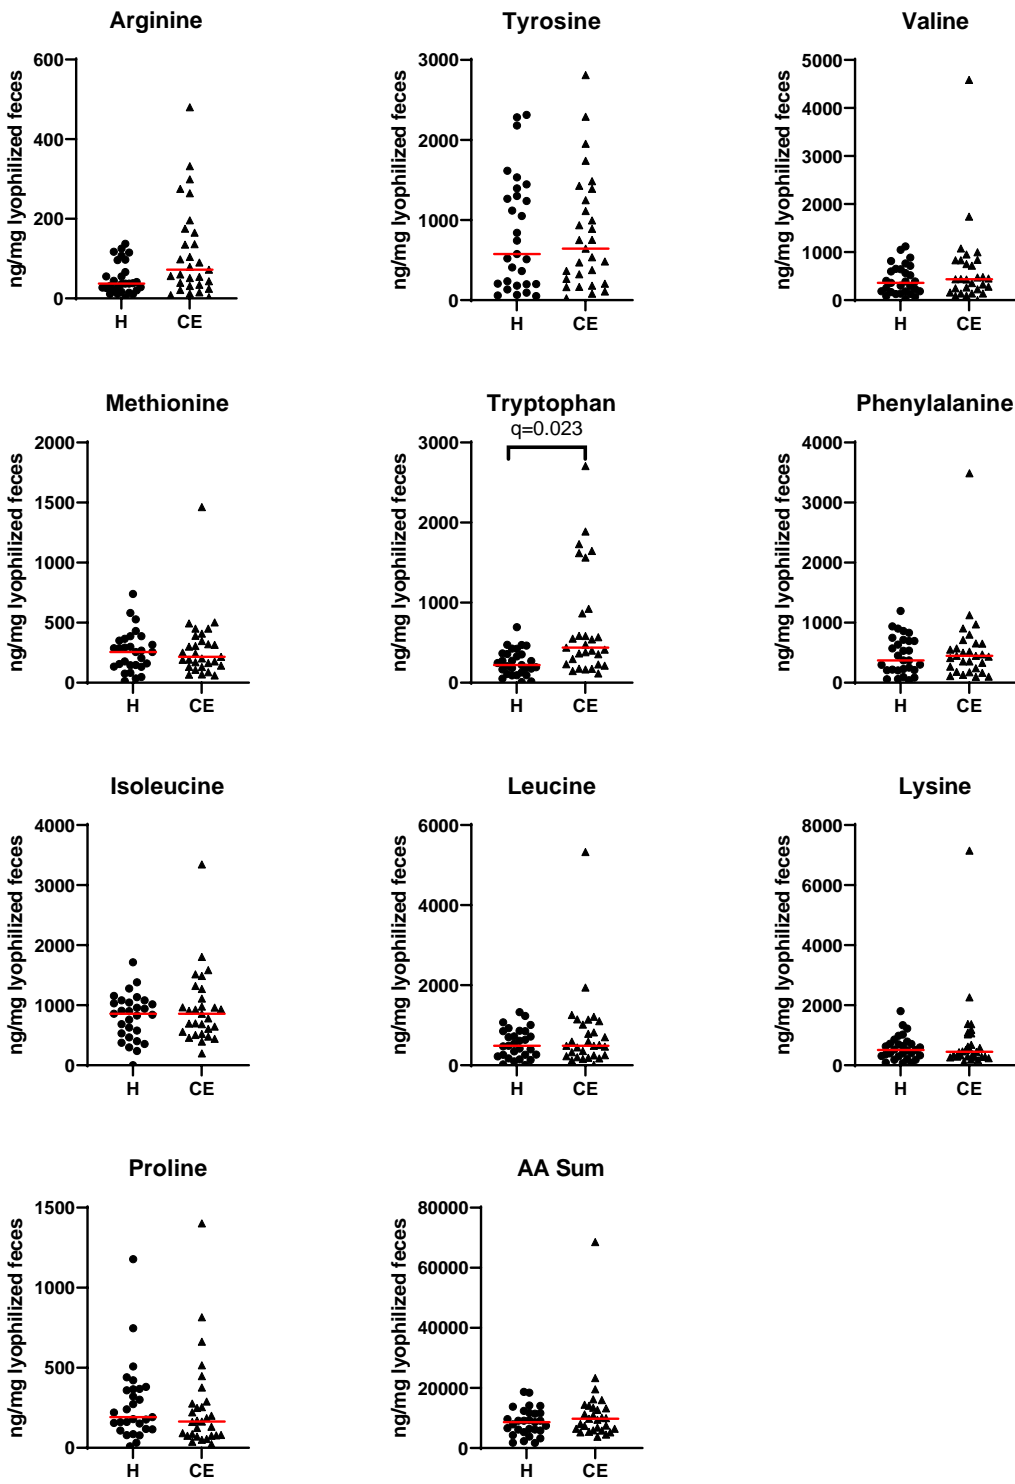 Arginine
ng/mg lyophilized feces
600
400
200
0
H
CE
Tyrosine
ng/mg lyophilized feces
3000
2000
1000
0
H
CE
Valine
ng/mg lyophilized feces
5000
4000
3000
2000
1000
0
H
CE
Methionine
ng/mg lyophilized feces
2000
1500
1000
500
0
H
CE
Tryptophan
q=0.023
ng/mg lyophilized feces
3000
2000
1000
0
H
CE
Phenylalanine
ng/mg lyophilized feces
4000
3000
2000
1000
0
H
CE
Isoleucine
ng/mg lyophilized feces
4000
3000
2000
1000
0
H
CE
Leucine
ng/mg lyophilized feces
6000
4000
2000
0
H
CE
Lysine
ng/mg lyophilized feces
8000
6000
4000
2000
0
H
CE
Proline
ng/mg lyophilized feces
1500
1000
500
0
H
CE
AA Sum
ng/mg lyophilized feces
80000
60000
40000
20000
0
H
CE